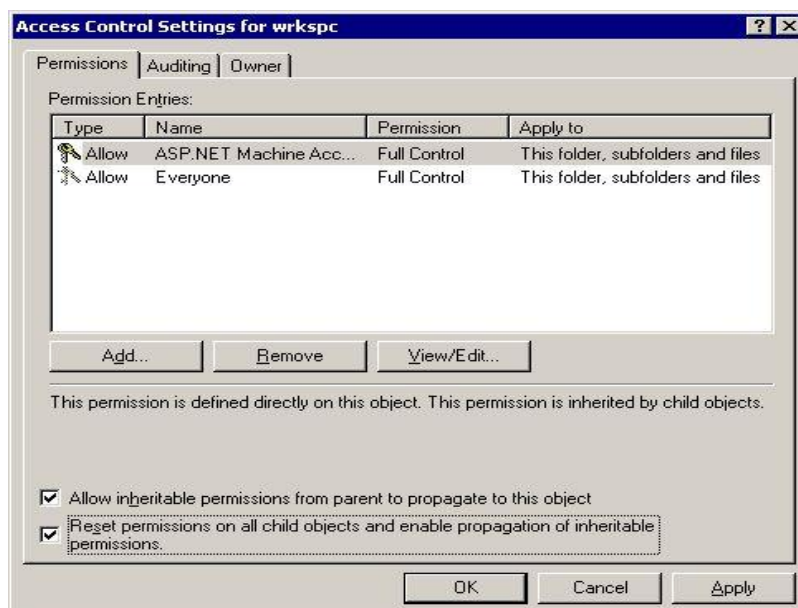 Access Control Settings for wrkspc
Permissions Auditing Owner
Permission Entries:
Type Name Permission Apply to
Allow ASP.NET Machine Acc... Full Control This folder, subfolders and files
Allow Everyone Full Control This folder, subfolders and files
Add... Remove View/Edit...
This permission is defined directly on this object. This permission is inherited by child objects.
Allow inheritable permissions from parent to propagate to this object
Reset permissions on all child objects and enable propagation of inheritable
permissions.
OK Cancel Apply